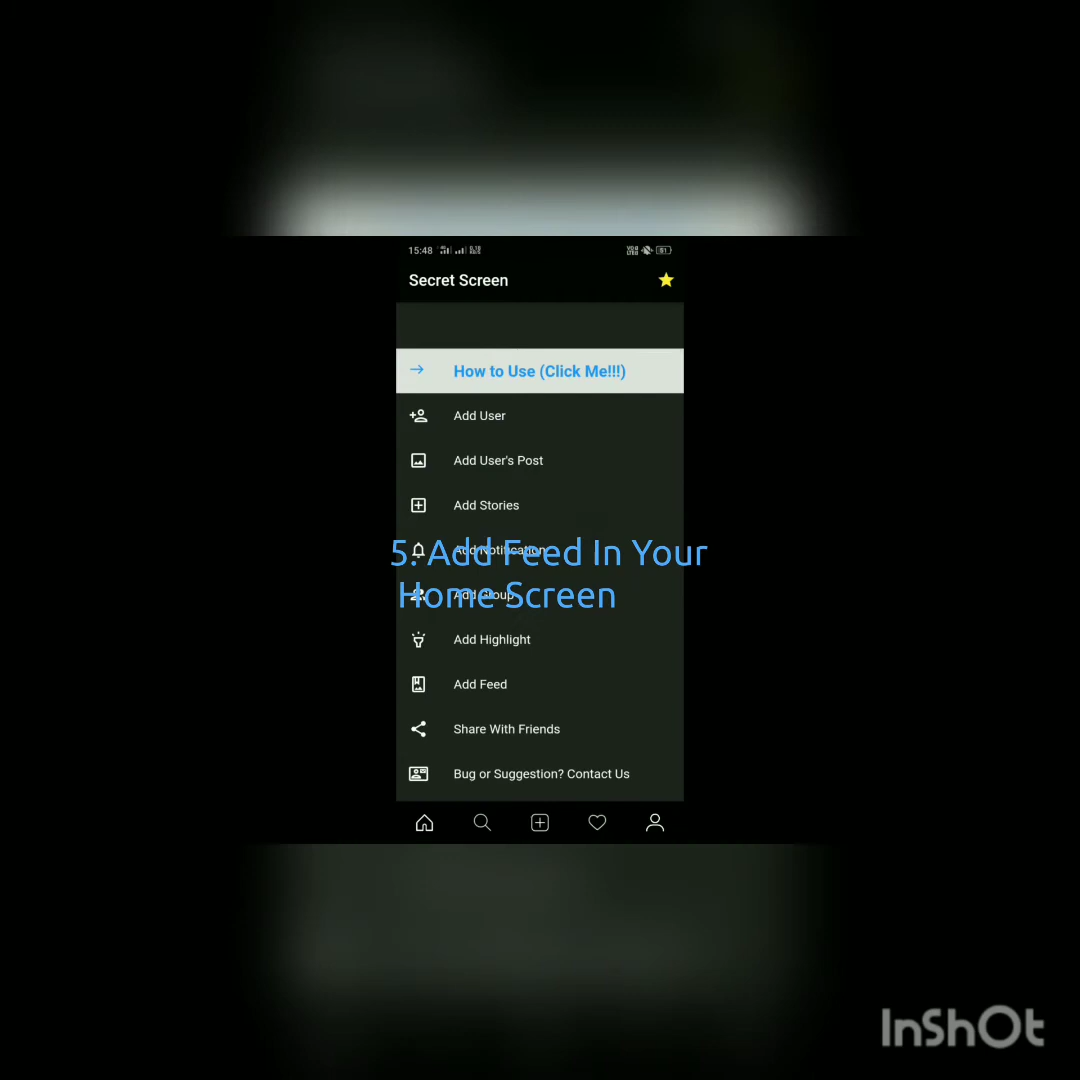 15:48
Secret Screen
How to Use (Click Me!!!)
Add User
Add User's Post
Add Stories
Add Notification
5. Add Feed In Your
Add Group
Home Screen
Add Highlight
Add Feed
Share With Friends
Bug or Suggestion? Contact Us
InShOt